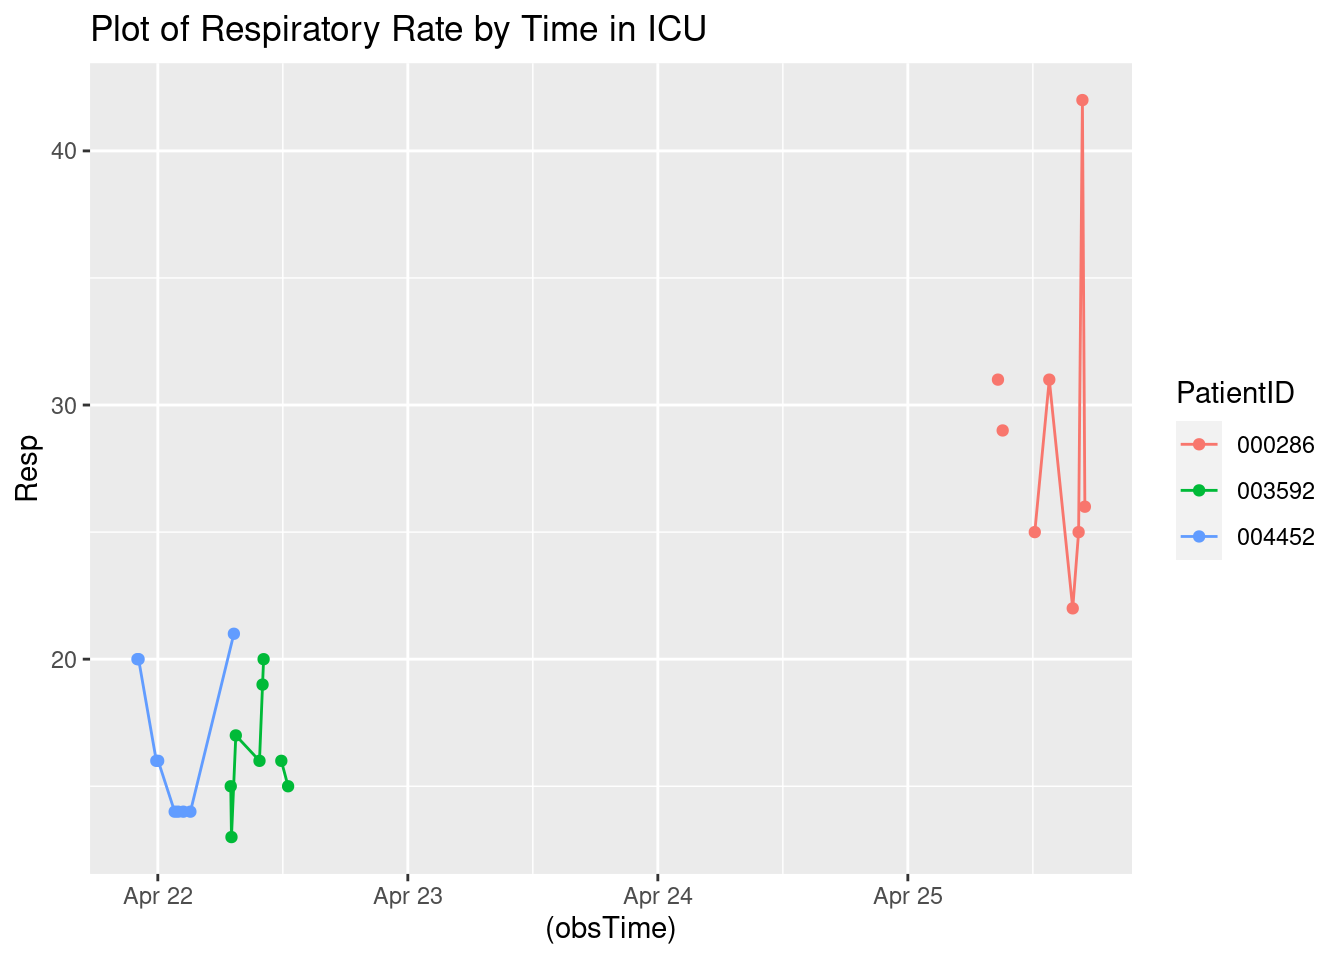 Plot of Respiratory Rate by Time in ICU
40
30
20
Resp
Apr 22
Apr 23
Apr 24
Apr 25
(obsTime)
PatientID
000286
003592
004452